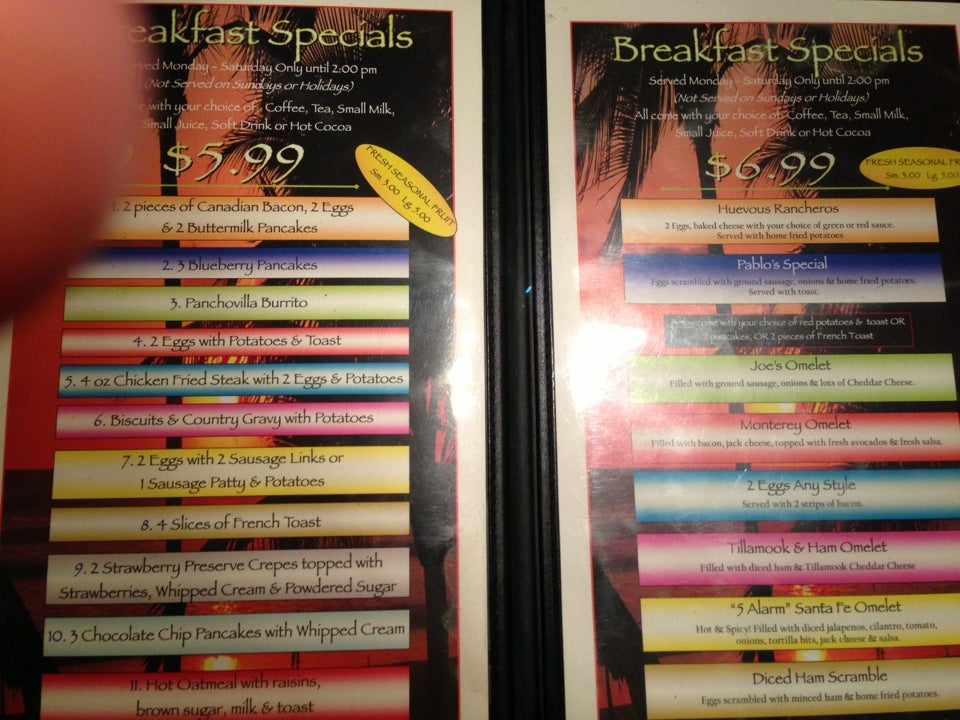 eakfast Specials
rved Monday - Saturday Only until 2:00 pm
(Not Served on Sundays or Holidays)
with your choice of: Coffee, Tea, Small Milk,
Small Juice, Soft Drink or Hot Cocoa
$5.99
FRESH SEASONAL FRUIT
Sm. 3.00 Lg. 5.00
1. 2 pieces of Canadian Bacon, 2 Eggs
& 2 Buttermilk Pancakes
2. 3 Blueberry Pancakes
3. Panchovilla Burrito
4. 2 Eggs with Potatoes & Toast
5. 4 oz Chicken Fried Steak with 2 Eggs & Potatoes
6. Biscuits & Country Gravy with Potatoes
7. 2 Eggs with 2 Sausage Links or
1 Sausage Patty & Potatoes
8. 4 Slices of French Toast
9. 2 Strawberry Preserve Crepes topped with
Strawberries, Whipped Cream & Powdered Sugar
10. 3 Chocolate Chip Pancakes with Whipped Cream
11. Hot Oatmeal with raisins,
brown sugar, milk & toast
Breakfast Specials
Served Monday - Saturday Only until 2:00 pm
(Not Served on Sundays or Holidays)
All come with your choice of: Coffee, Tea, Small Milk,
Small Juice, Soft Drink or Hot Cocoa
$6.99
FRESH SEASONAL F
Sm. 3.00 Lg. 5.00
Huevous Rancheros
2 Eggs, baked cheese with your choice of green or red sauce.
Served with home fried potatoes
Pablo's Special
Eggs scrambled with ground sausage, onions & home fried potatoes.
Served with toast.
come with your choice of red potatoes & toast OR
2 pancakes, OR 2 pieces of French Toast
Joe's Omelet
Filled with ground sausage, onions & lots of Cheddar Cheese.
Monterey Omelet
Filled with bacon, jack cheese, topped with fresh avocados & fresh salsa.
2 Eggs Any Style
Served with 2 strips of bacon.
Tillamook & Ham Omelet
Filled with diced ham & Tillamook Cheddar Cheese
"5 Alarm" Santa Fe Omelet
Hot & Spicy! Filled with diced jalapenos, cilantro, tomato,
onions, tortilla bits, jack cheese & salsa.
Diced Ham Scramble
Eggs scrambled with minced ham & home fried potatoes.